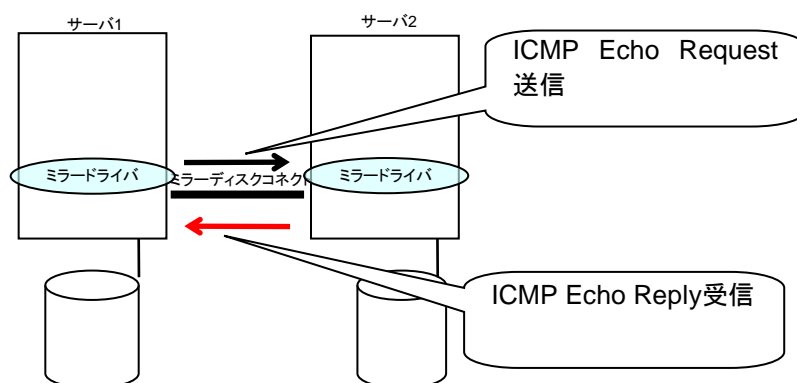 サーバ1
サーバ2
ICMP Echo Request
送信
ミラードライバ
ミラーディスクコネクト
ミラードライバ
ICMP Echo Reply受信